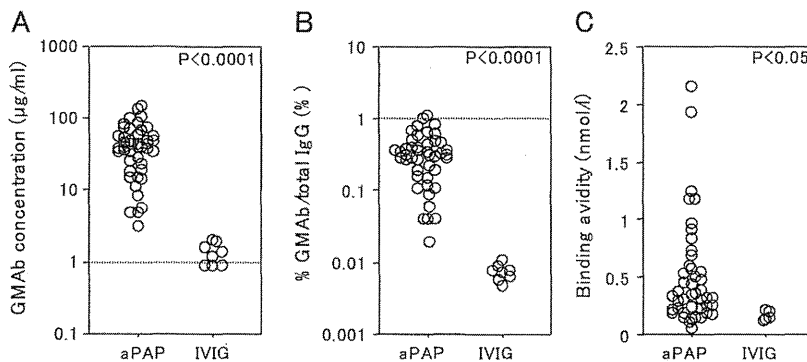 A
GMAb concentration (µg/ml)
1000
100
10
1
0.1
P<0.0001
aPAP IVIG
B
% GMAb/total IgG (%)
10
1
0.1
0.01
0.001
P<0.0001
aPAP IVIG
C
Binding avidity (nmol/l)
2.5
2
1.5
1
0.5
0
P<0.05
aPAP IVIG